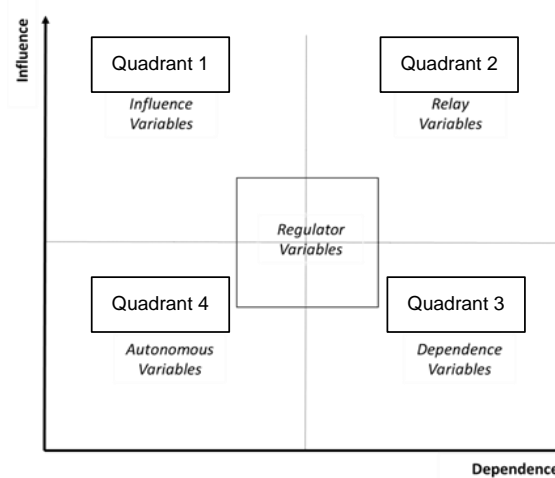 Influence
Quadrant 1
Quadrant 2
Influence
Variables
Relay
Variables
Regulator
Variables
Quadrant 4
Quadrant 3
Autonomous
Variables
Dependence
Variables
Dependence